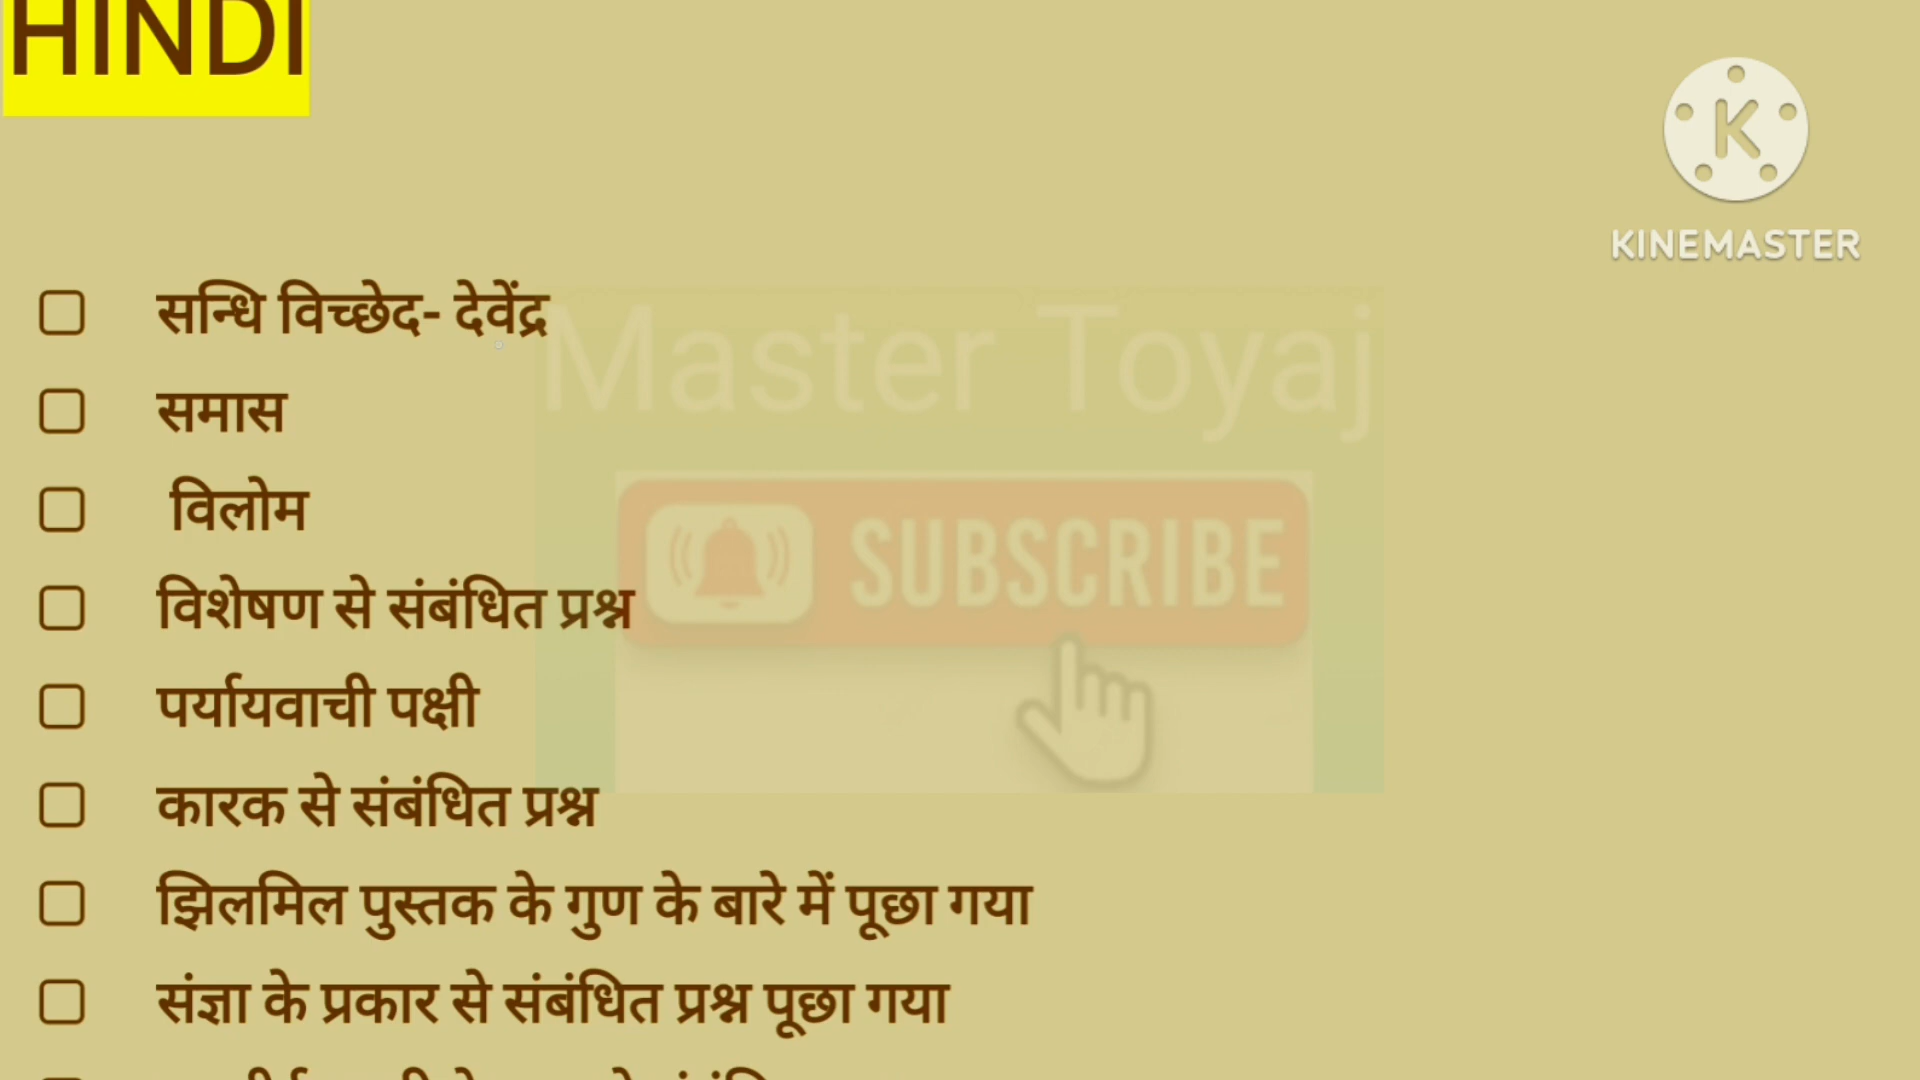 HINDI
KINEMASTER
सन्धि विच्छेद- देवेंद्र
Master Toyaj
समास
विलोम
SUBSCRIBE
विशेषण से संबंधित प्रश्न
पर्यायवाची पक्षी
कारक से संबंधित प्रश्न
झिलमिल पुस्तक के गुण के बारे में पूछा गया
संज्ञा के प्रकार से संबंधित प्रश्न पूछा गया